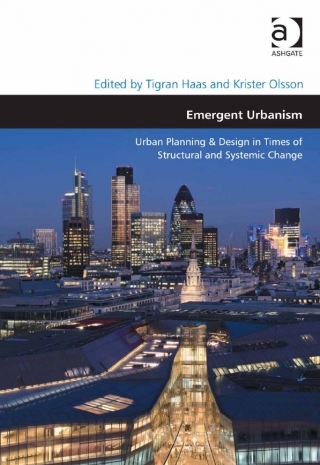 ASHGATE
Edited by Tigran Haas and Krister Olsson
Emergent Urbanism
Urban Planning & Design in Times of
Structural and Systemic Change